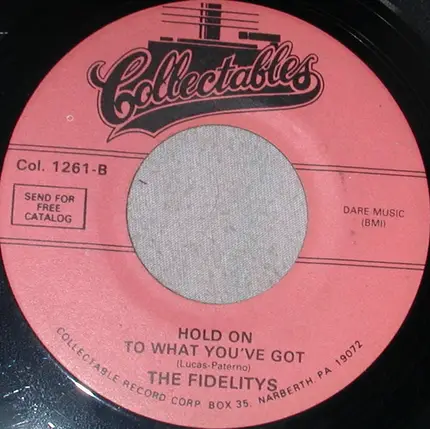 Collectables
Col. 1261-B
SEND FOR
FREE
CATALOG
DARE MUSIC
(BMI)
HOLD ON
TO WHAT YOU'VE GOT
(Lucas-Paterno)
THE FIDELITYS
COLLECTABLE RECORD CORP. BOX 35. NARBERTH, PA 19072